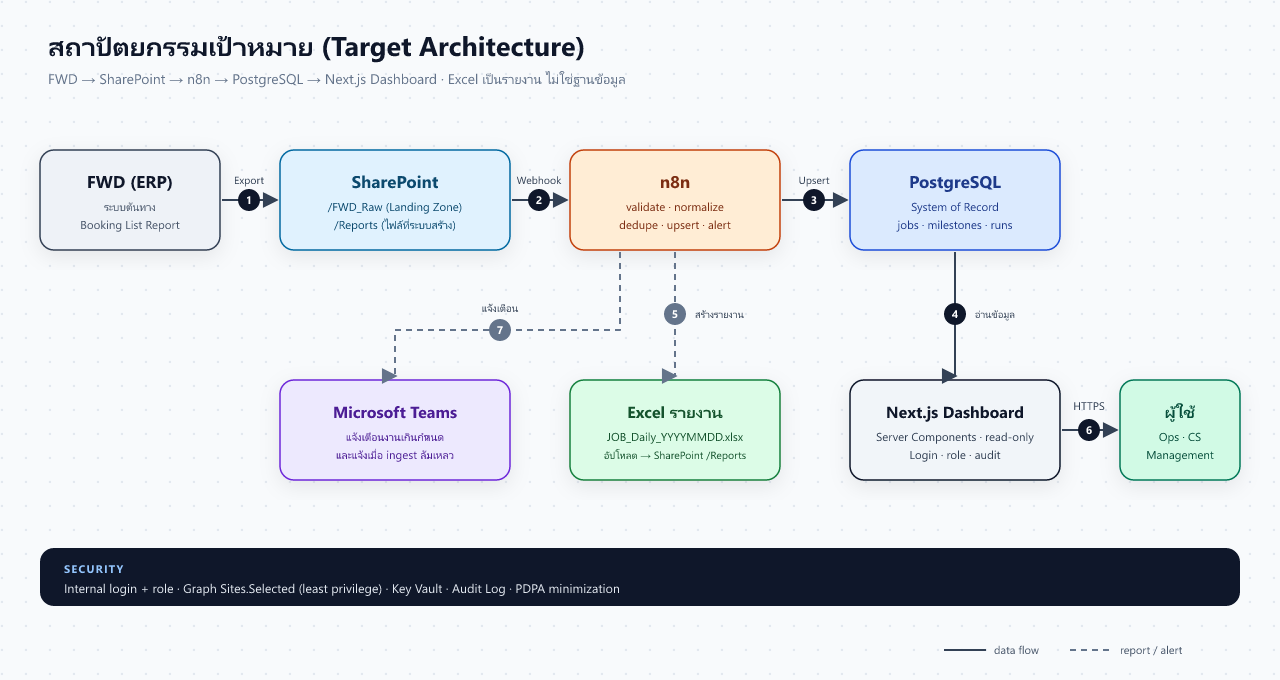 สถาปัตยกรรมเป้าหมาย (Target Architecture)
FWD → SharePoint → n8n → PostgreSQL → Next.js Dashboard · Excel เป็นรายงาน ไม่ใช่ฐานข้อมูล
FWD (ERP)
ระบบต้นทาง
Booking List Report
Export
1
SharePoint
/FWD_Raw (Landing Zone)
/Reports (ไฟล์ที่ระบบสร้าง)
Webhook
2
n8n
validate · normalize
dedupe · upsert · alert
Upsert
3
PostgreSQL
System of Record
jobs · milestones · runs
แจ้งเตือน
7
5
สร้างรายงาน
4
อ่านข้อมูล
Microsoft Teams
แจ้งเตือนงานเกินกำหนด
และแจ้งเมื่อ ingest ล้มเหลว
Excel รายงาน
JOB_Daily_YYYYMMDD.xlsx
อัปโหลด → SharePoint /Reports
Next.js Dashboard
Server Components · read-only
Login · role · audit
HTTPS
6
ผู้ใช้
Ops · CS
Management
SECURITY
Internal login + role · Graph Sites.Selected (least privilege) · Key Vault · Audit Log · PDPA minimization
data flow
report / alert